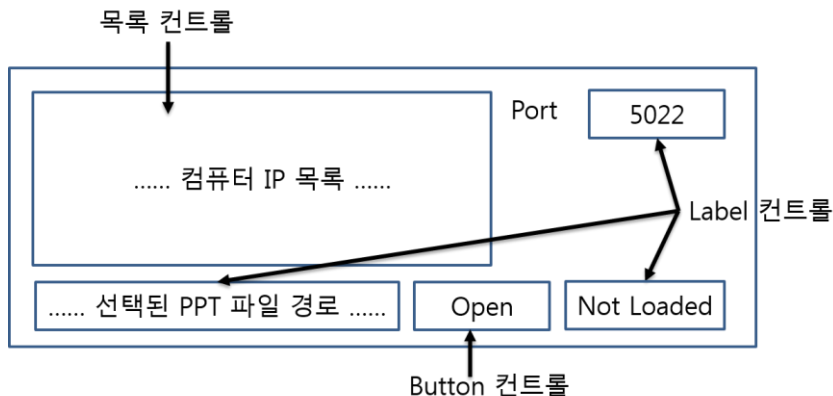 목록 컨트롤
Port
5022
...... 컴퓨터 IP 목록 ......
Label 컨트롤
...... 선택된 PPT 파일 경로 ......
Open
Not Loaded
Button 컨트롤